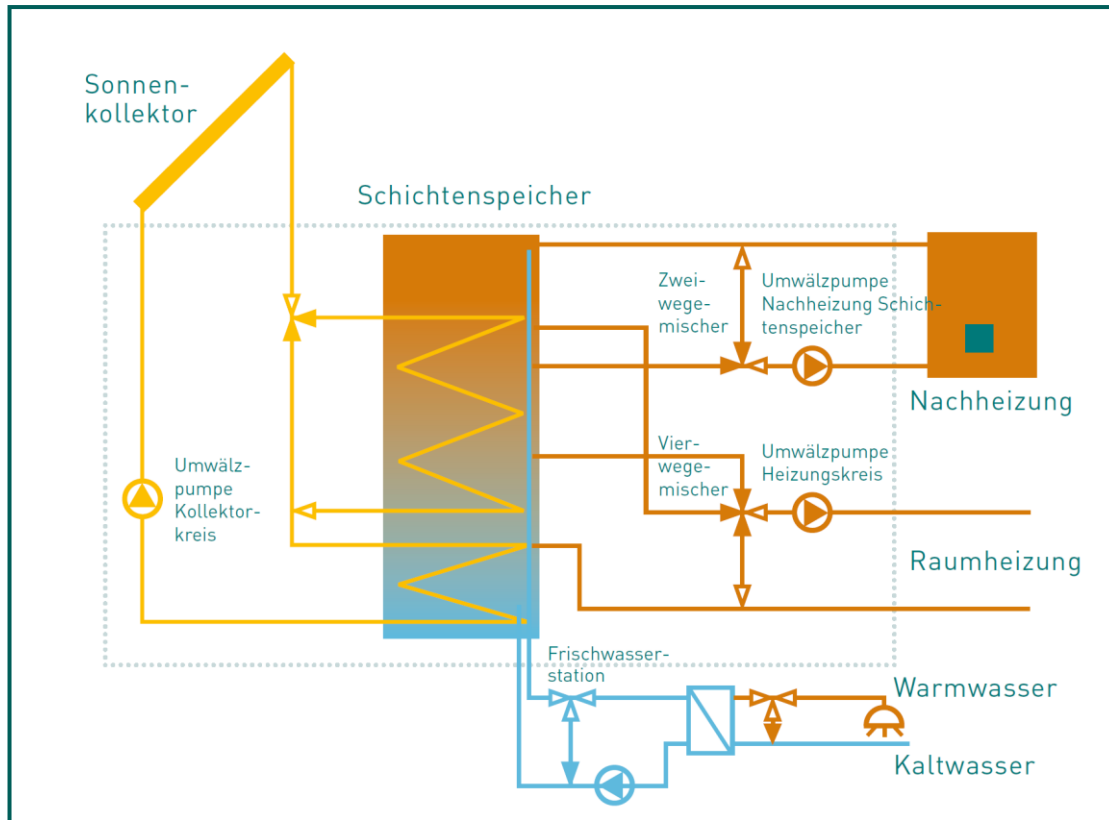 Sonnen-
kollektor
Schichtenspeicher
Zwei-
wege-
mischer
Umwälzpumpe
Nachheizung Schich-
tenspeicher
Nachheizung
Umwälz-
pumpe
Kollektor-
kreis
Vier-
wege-
mischer
Umwälzpumpe
Heizungskreis
Raumheizung
Frischwasser-
station
Warmwasser
Kaltwasser